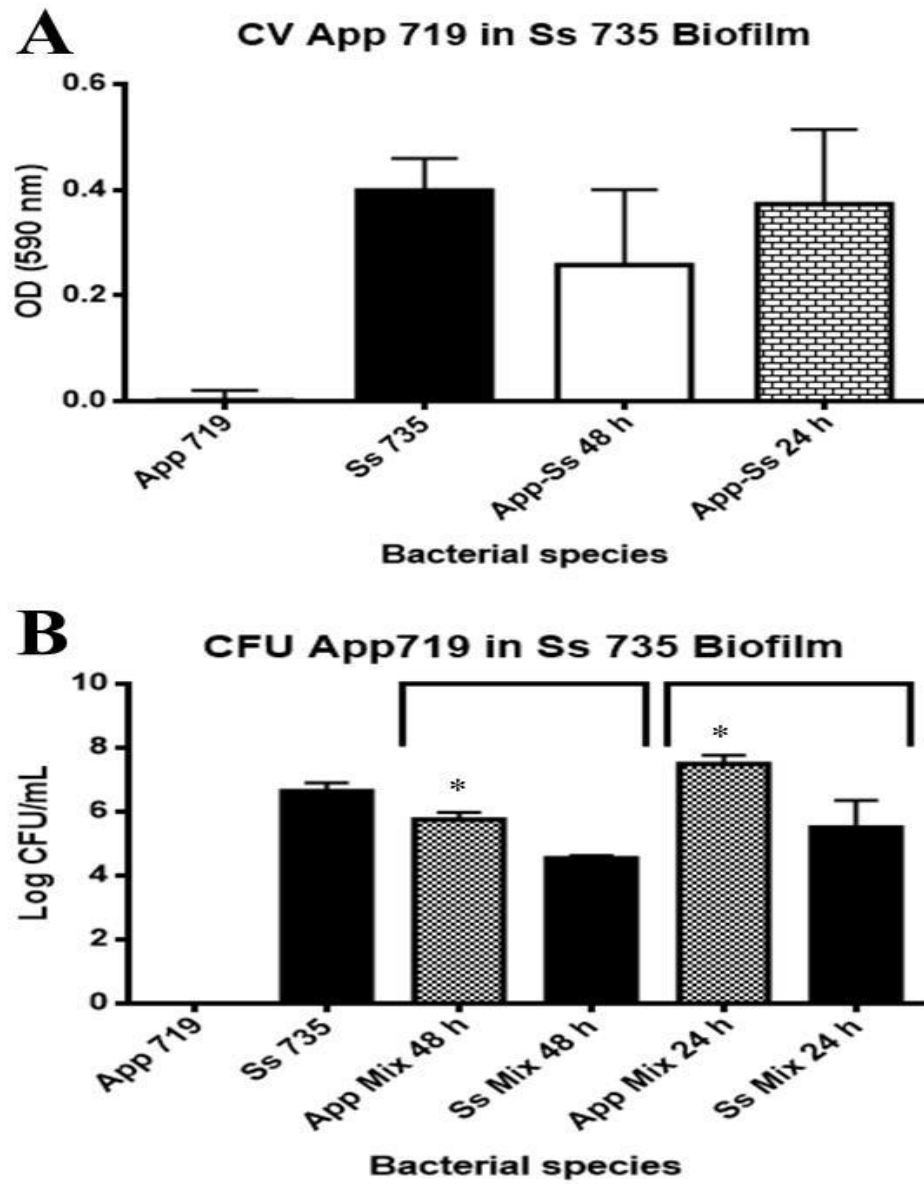 A
CV App 719 in Ss 735 Biofilm
0.6
0.4
0.2
0.0
OD (590 nm)
App 719
Ss 735
App-Ss 48 h
App-Ss 24 h
Bacterial species
B
CFU App719 in Ss 735 Biofilm
10
8
6
4
2
0
Log CFU/mL
*
*
App 719
Ss 735
App Mix 48 h
Ss Mix 48 h
App Mix 24 h
Ss Mix 24 h
Bacterial species